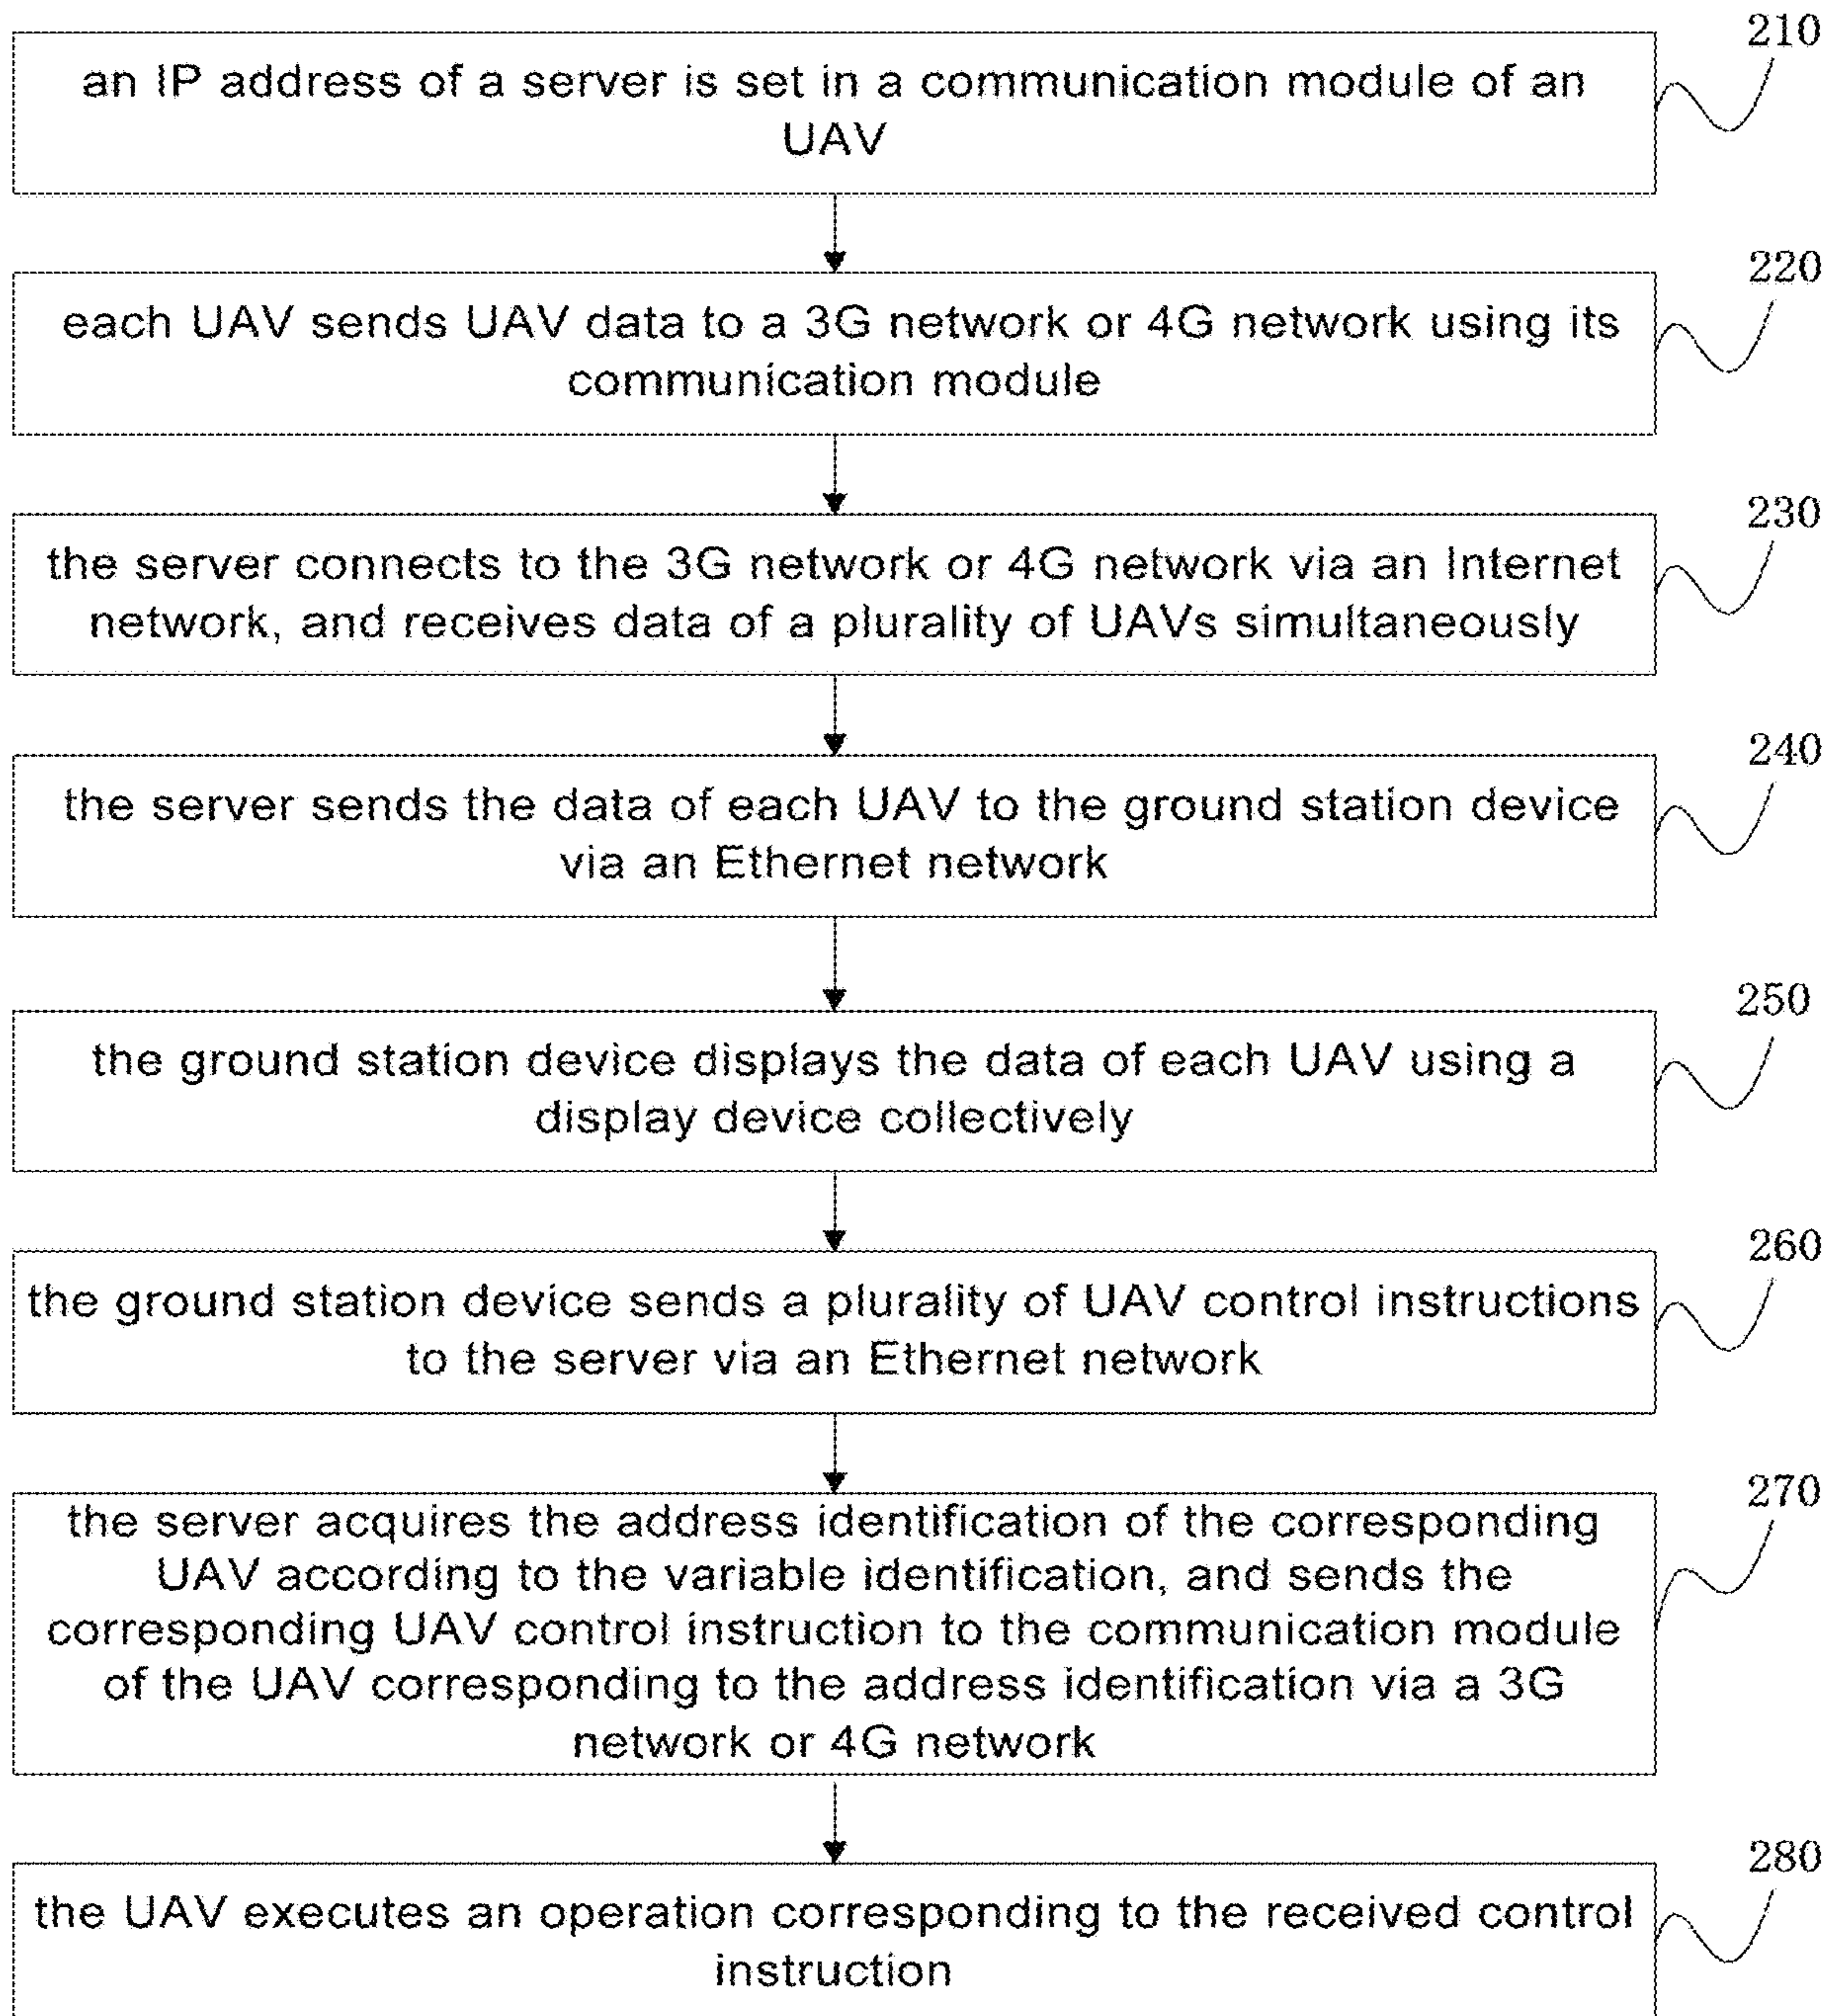 210
an IP address of a server is set in a communication module of an
UAV
220
each UAV sends UAV data to a 3G network or 4G network using its
communication module
230
the server connects to the 3G network or 4G network via an Internet
network, and receives data of a plurality of UAVs simultaneously
240
the server sends the data of each UAV to the ground station device
via an Ethernet network
250
the ground station device displays the data of each UAV using a
display device collectively
260
the ground station device sends a plurality of UAV control instructions
to the server via an Ethernet network
270
the server acquires the address identification of the corresponding
UAV according to the variable identification, and sends the
corresponding UAV control instruction to the communication module
of the UAV corresponding to the address identification via a 3G
network or 4G network
280
the UAV executes an operation corresponding to the received control
instruction